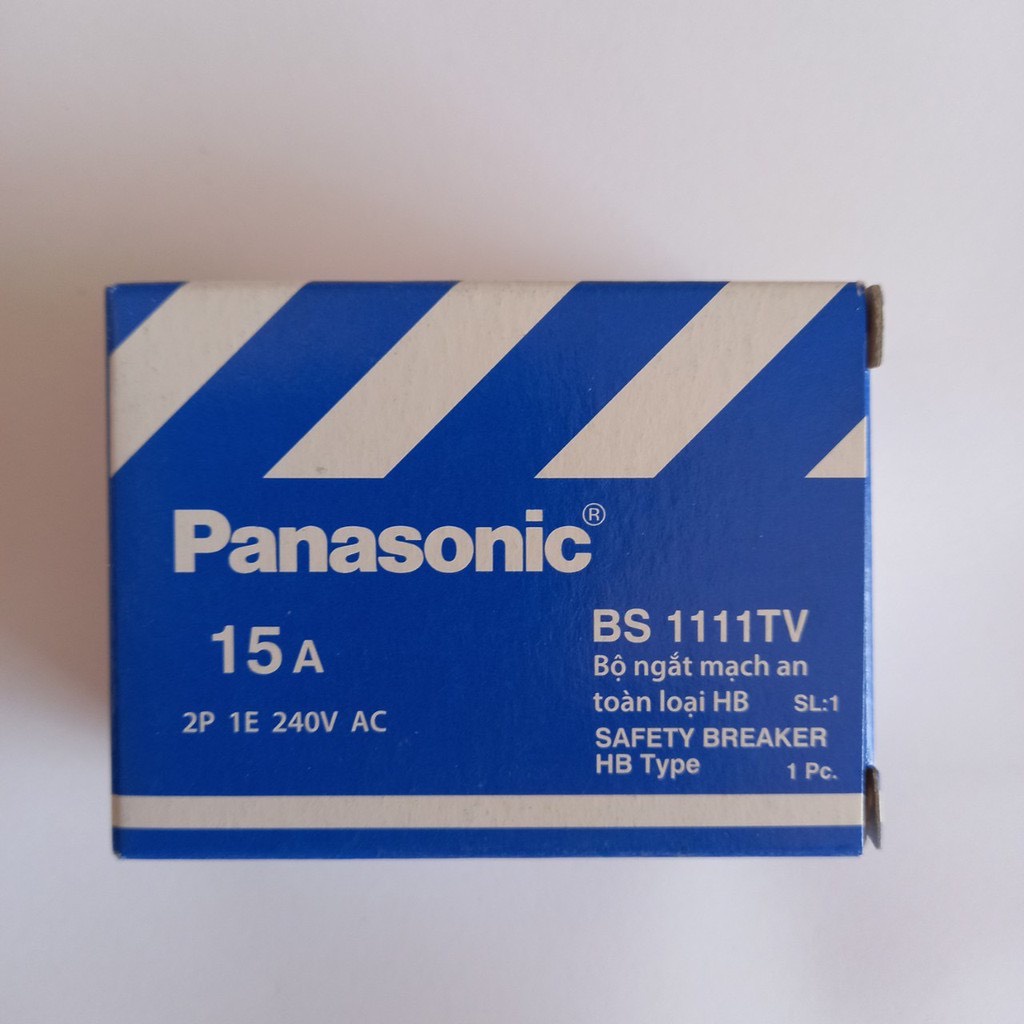 Panasonic®
15 A
2P 1E 240V AC
BS 1111TV
Bộ ngắt mạch an
toàn loại HB SL:1
SAFETY BREAKER
HB Type 1 Pc.